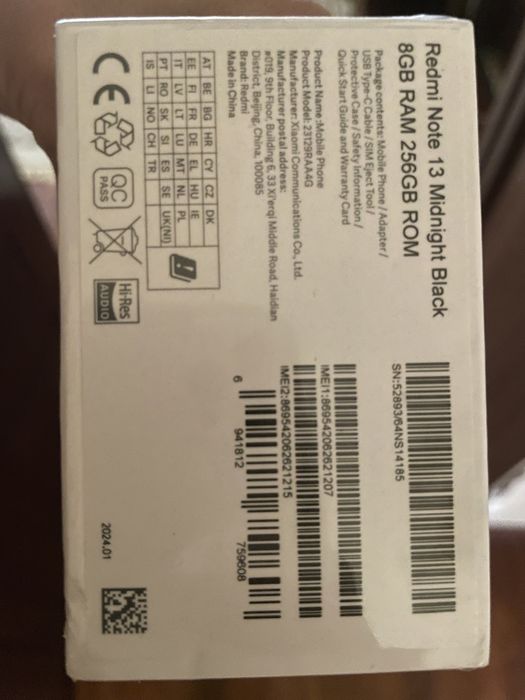 Redmi Note 13 Midnight Black
8GB RAM 256GB ROM
Package contents: Mobile Phone / Adapter /
USB Type-C Cable / SIM Eject Tool /
Protective Case / Safety Information /
Quick Start Guide and Warranty Card
Product Name: Mobile Phone
Product Model: 23129RAA4G
Manufacturer: Xiaomi Communications Co., Ltd.
Manufacturer postal address:
#019, 9th Floor, Building 6, 33 Xi'erqi Middle Road, Haidian
District, Beijing, China, 100085
Brand: Redmi
Made in China
SN:52893/64NS14185
IMEI1:869542062621207
IMEI2:869542062621215
6 941812 759608
AT BE BG HR CY CZ DK
EE FI FR DE EL HU IE
IT LV LT LU MT NL PL
PT RO SK SI ES SE UK(NI)
IS LI NO CH TR
CE
QC
PASS
Hi-Res
AUDIO
2024.01